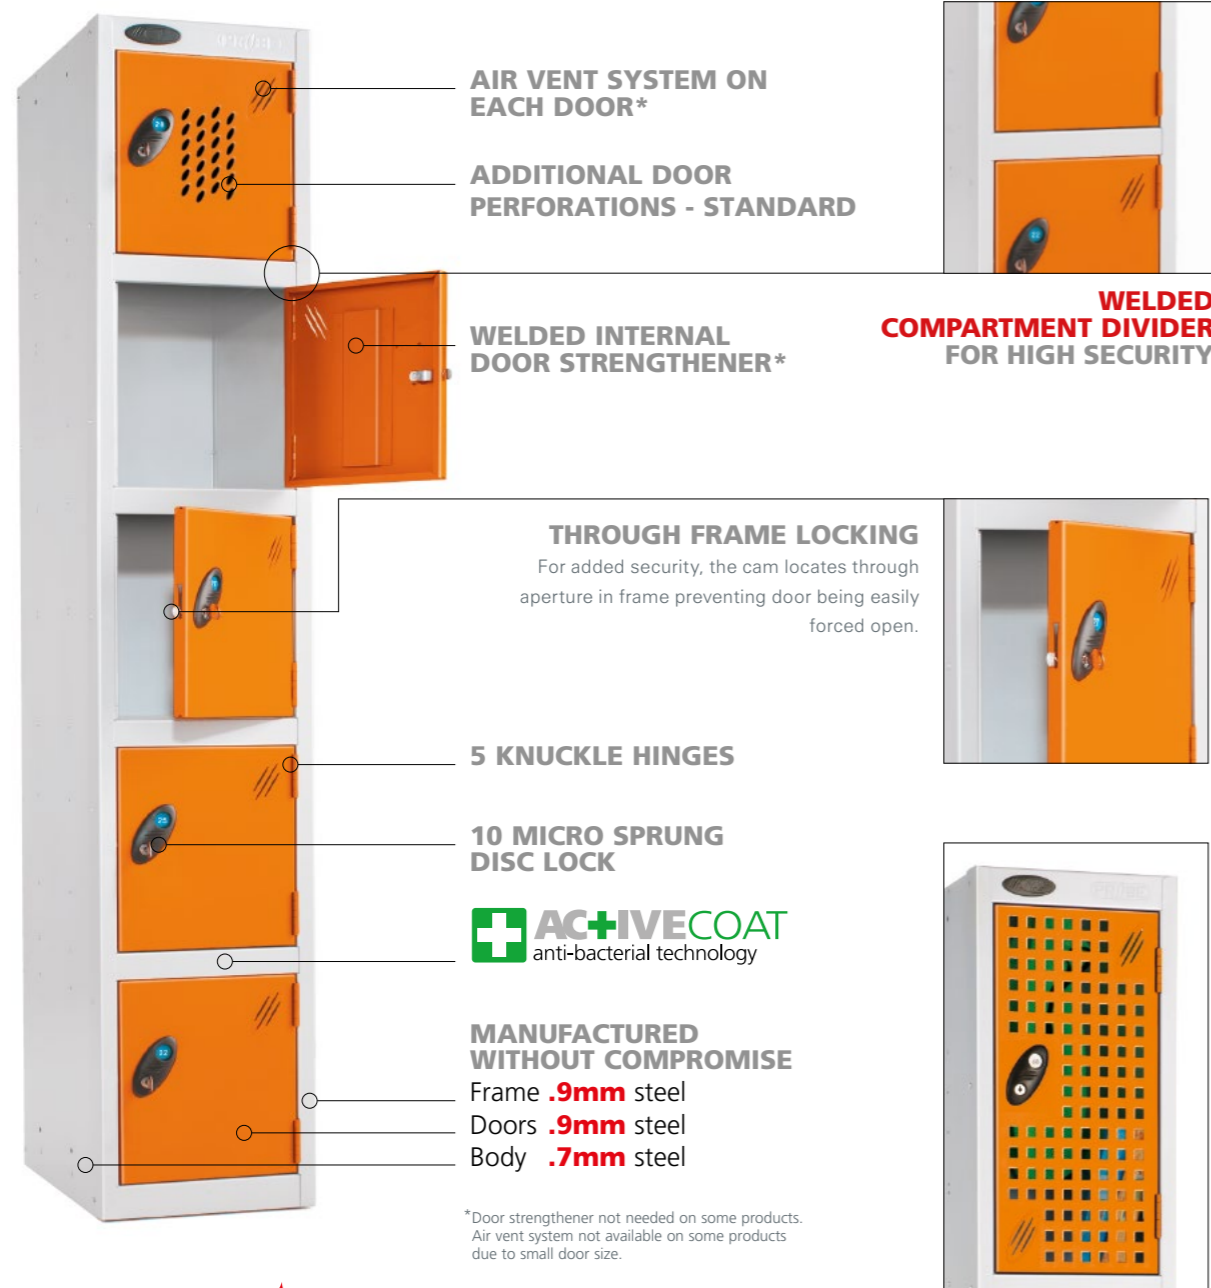 AIR VENT SYSTEM ON
EACH DOOR*
ADDITIONAL DOOR
PERFORATIONS - STANDARD
WELDED
COMPARTMENT DIVIDER
FOR HIGH SECURITY
WELDED INTERNAL
DOOR STRENGTHENER*
THROUGH FRAME LOCKING
For added security, the cam locates through
aperture in frame preventing door being easily
forced open.
5 KNUCKLE HINGES
10 MICRO SPRUNG
DISC LOCK
AC+IVECOAT
anti-bacterial technology
MANUFACTURED
WITHOUT COMPROMISE
Frame .9mm steel
Doors .9mm steel
Body .7mm steel
*Door strengthener not needed on some products.
Air vent system not available on some products
due to small door size.
25
32